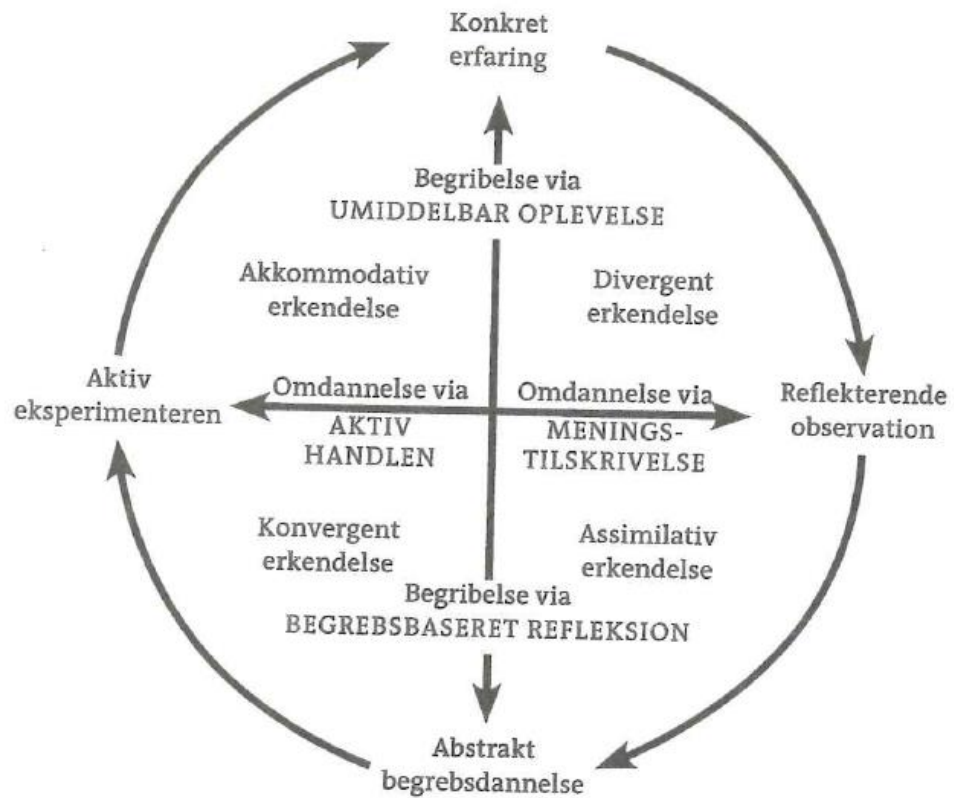 Konkret
erfaring
Begribelse via
UMIDDELBAR OPLEVELSE
Akkommodativ
erkendelse
Divergent
erkendelse
Aktiv
eksperimenteren
Omdannelse via
AKTIV
HANDLEN
Omdannelse via
MENINGS-
TILSKRIVELSE
Reflekterende
observation
Konvergent
erkendelse
Assimilativ
erkendelse
Begribelse via
BEGREBSBASERET REFLEKSION
Abstrakt
begrebsdannelse